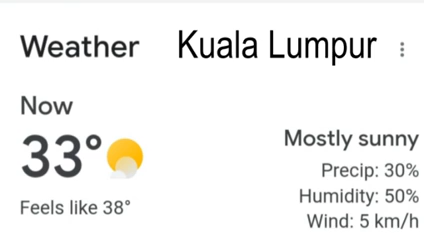 Weather Kuala Lumpur
Now
33°
Mostly sunny
Precip: 30%
Feels like 38°
Humidity: 50%
Wind: 5 km/h